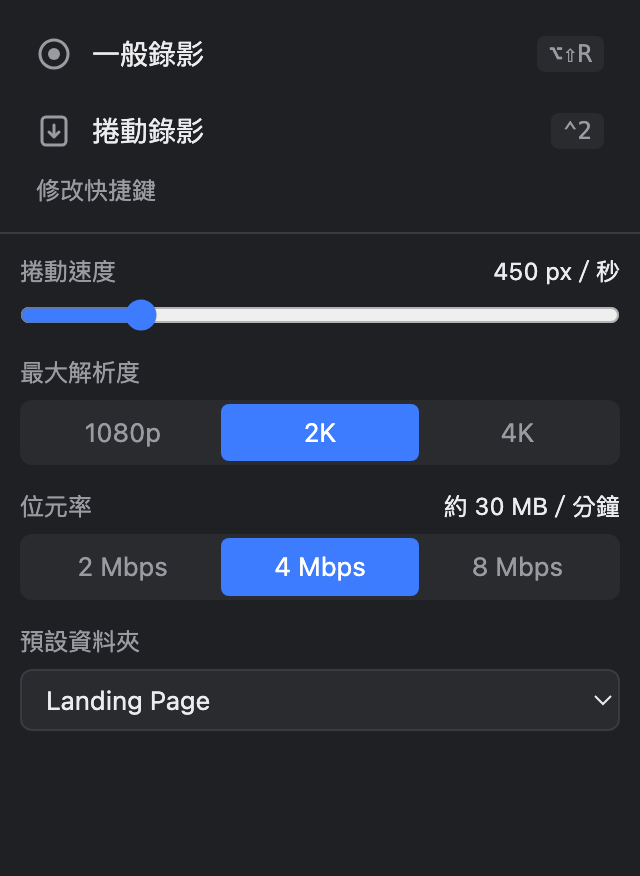 一般錄影 ⌥⇧R
捲動錄影 ^2
修改快捷鍵
捲動速度 450 px / 秒
最大解析度
1080p 2K 4K
位元率 約 30 MB / 分鐘
2 Mbps 4 Mbps 8 Mbps
預設資料夾
Landing Page